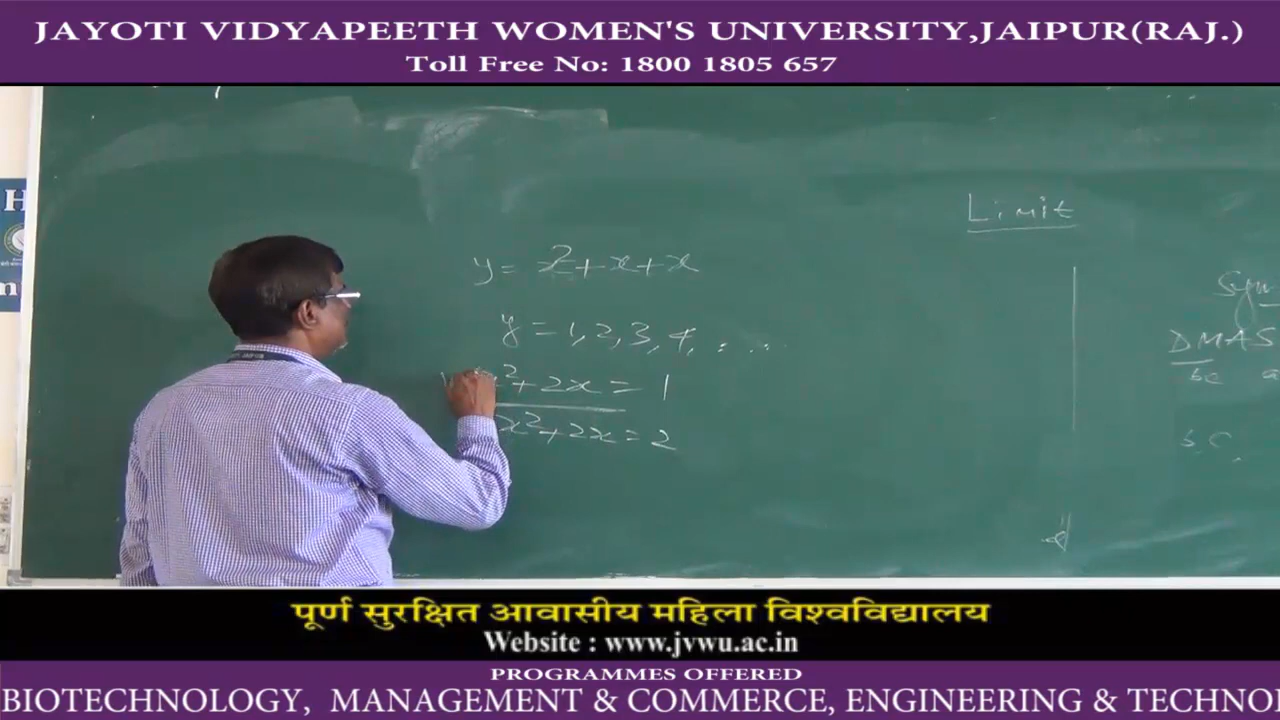 JAYOTI VIDYAPEETH WOMEN'S UNIVERSITY,JAIPUR(RAJ.)
Toll Free No: 1800 1805 657
Limit
y = x²+x+x
y = 1,2,3,4, . . .
²+2x = 1
x²+2x = 2
DMAS
bc
b c,
पूर्ण सुरक्षित आवासीय महिला विश्वविद्यालय
Website : www.jvwu.ac.in
PROGRAMMES OFFERED
BIOTECHNOLOGY, MANAGEMENT & COMMERCE, ENGINEERING & TECHNO